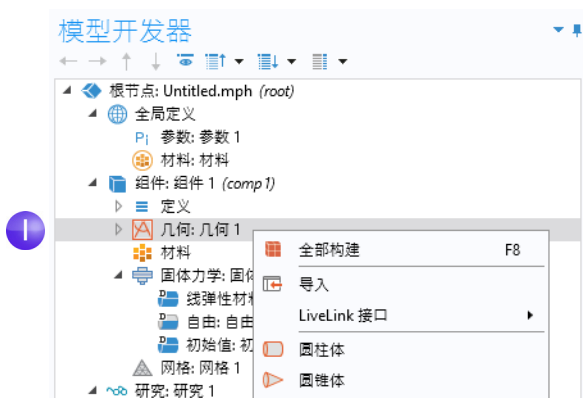 模型开发器
根节点: Untitled.mph (root)
全局定义
Pi 参数: 参数 1
材料: 材料
组件: 组件 1 (comp1)
定义
几何: 几何 1
全部构建 F8
材料
导入
固体力学: 固体
线弹性材料
LiveLink 接口
自由: 自由
初始值: 初
圆柱体
网格: 网格 1
圆锥体
研究: 研究 1